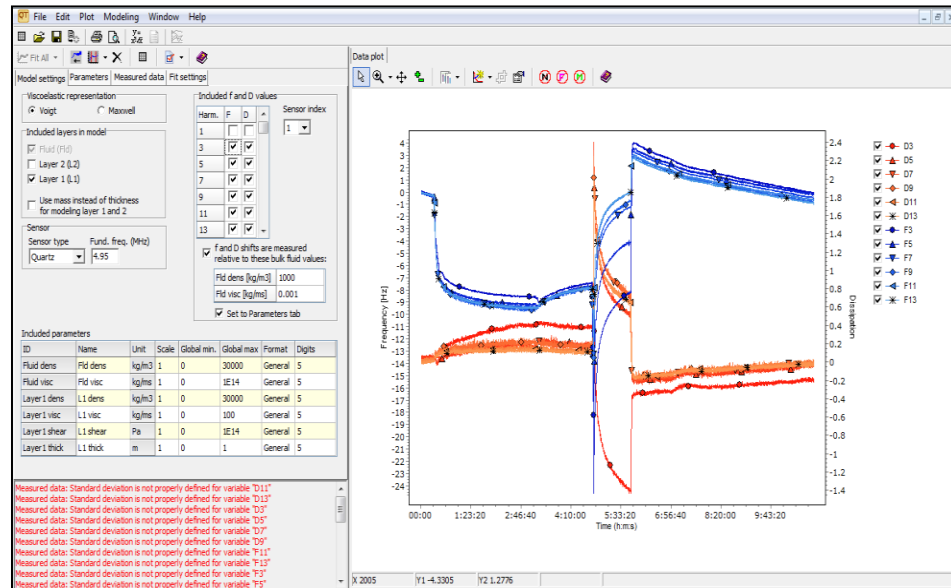 QT File Edit Plot Modeling Window Help
Fit All
Model settings Parameters Measured data Fit settings
Viscoelastic representation
Voigt Maxwell
Included layers in model
Fluid (Fld)
Layer 2 (L2)
Layer 1 (L1)
Use mass instead of thickness
for modeling layer 1 and 2
Sensor
Sensor type Fund. freq. (MHz)
Quartz 4.95
Included f and D values
Harm. F D
1
3
5
7
9
11
13
Sensor index
1
f and D shifts are measured
relative to these bulk fluid values:
Fld dens [kg/m3] 1000
Fld visc [kg/ms] 0.001
Set to Parameters tab
Included parameters
ID Name Unit Scale Global min. Global max Format Digits
Fluid dens Fld dens kg/m3 1 0 30000 General 5
Fluid visc Fld visc kg/ms 1 0 1E14 General 5
Layer1 dens L1 dens kg/m3 1 0 30000 General 5
Layer1 visc L1 visc kg/ms 1 0 100 General 5
Layer1 shear L1 shear Pa 1 0 1E14 General 5
Layer1 thick L1 thick m 1 0 1 General 5
Measured data: Standard deviation is not properly defined for variable "D11"
Measured data: Standard deviation is not properly defined for variable "D13"
Measured data: Standard deviation is not properly defined for variable "D3"
Measured data: Standard deviation is not properly defined for variable "D5"
Measured data: Standard deviation is not properly defined for variable "D7"
Measured data: Standard deviation is not properly defined for variable "D9"
Measured data: Standard deviation is not properly defined for variable "F11"
Measured data: Standard deviation is not properly defined for variable "F13"
Measured data: Standard deviation is not properly defined for variable "F3"
Measured data: Standard deviation is not properly defined for variable "F5"
Data plot
N F M
Frequency [Hz]
4
3
2
1
0
-1
-2
-3
-4
-5
-6
-7
-8
-9
-10
-11
-12
-13
-14
-15
-16
-17
-18
-19
-20
-21
-22
-23
-24
00:00 1:23:20 2:46:40 4:10:00 5:33:20 6:56:40 8:20:00 9:43:20
Time (h:m:s)
2.4
2.2
2
1.8
1.6
1.4
1.2
1
0.8
0.6
0.4
0.2
0
-0.2
-0.4
-0.6
-0.8
-1
-1.2
-1.4
Dissipation
D3
D5
D7
D9
D11
D13
F3
F5
F7
F9
F11
F13
X 2005 Y1 -4.3305 Y2 1.2776